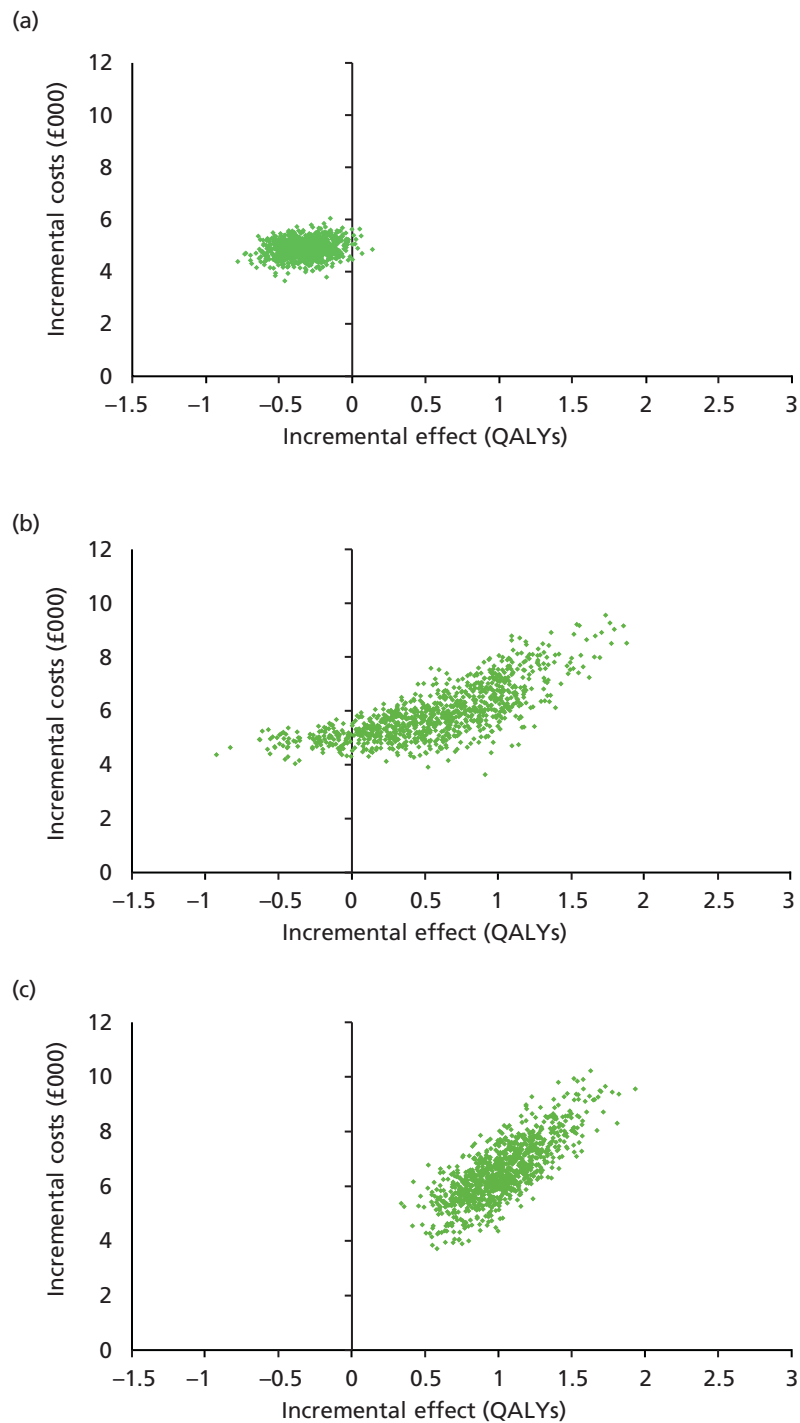 (a)
Incremental costs (£000)
12
10
8
6
4
2
0
–1.5 –1 –0.5 0 0.5 1 1.5 2 2.5 3
Incremental effect (QALYs)
(b)
Incremental costs (£000)
12
10
8
6
4
2
0
–1.5 –1 –0.5 0 0.5 1 1.5 2 2.5 3
Incremental effect (QALYs)
(c)
Incremental costs (£000)
12
10
8
6
4
2
0
–1.5 –1 –0.5 0 0.5 1 1.5 2 2.5 3
Incremental effect (QALYs)